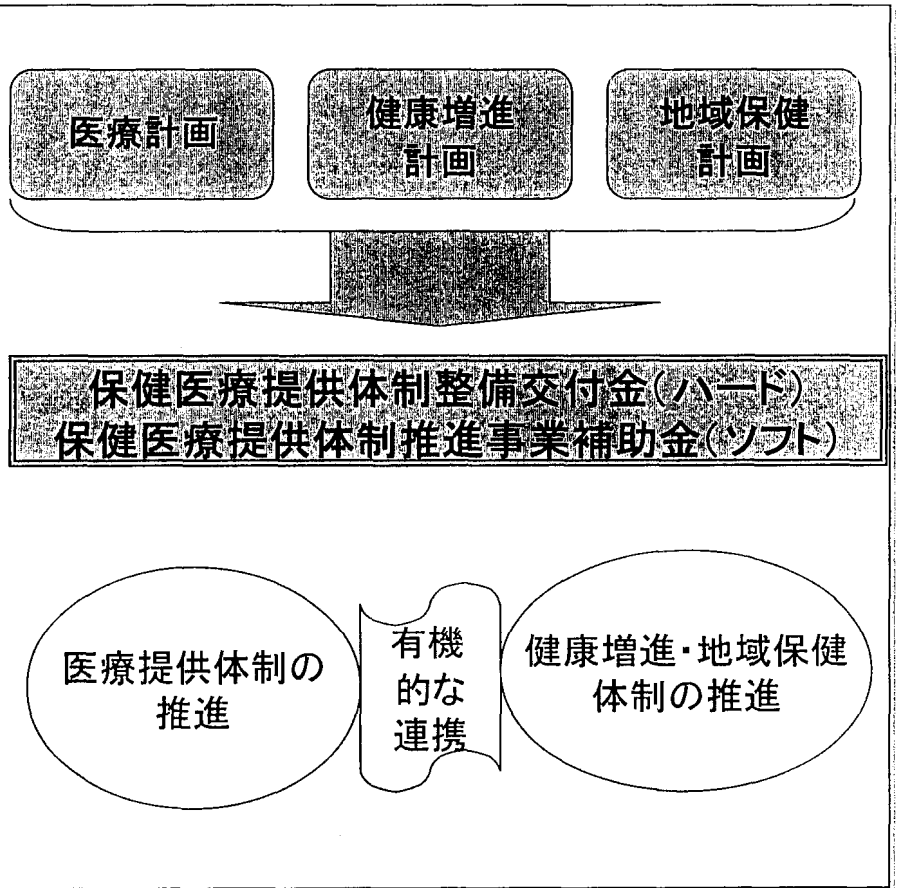 医療計画
健康増進
計画
地域保健
計画
保健医療提供体制整備交付金(ハード)
保健医療提供体制推進事業補助金(ソフト)
医療提供体制の
推進
有機
的な
連携
健康増進・地域保健
体制の推進